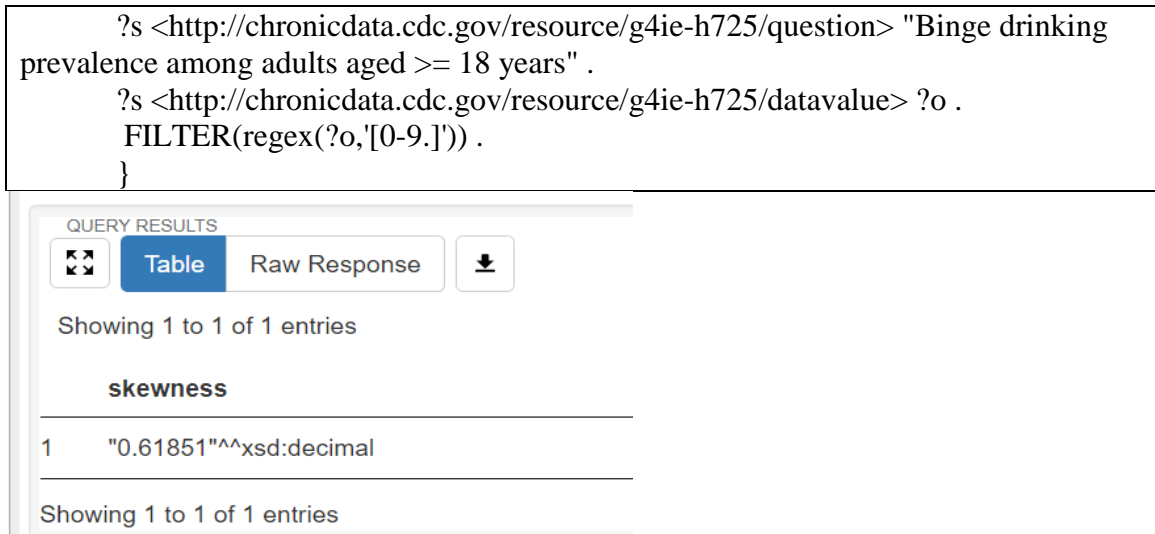 ?s <http://chronicdata.cdc.gov/resource/g4ie-h725/question> "Binge drinking
prevalence among adults aged >= 18 years" .
?s <http://chronicdata.cdc.gov/resource/g4ie-h725/datavalue> ?o .
FILTER(regex(?o,'[0-9.]')) .
}
QUERY RESULTS
Table Raw Response
Showing 1 to 1 of 1 entries
skewness
1 "0.61851"^^xsd:decimal
Showing 1 to 1 of 1 entries